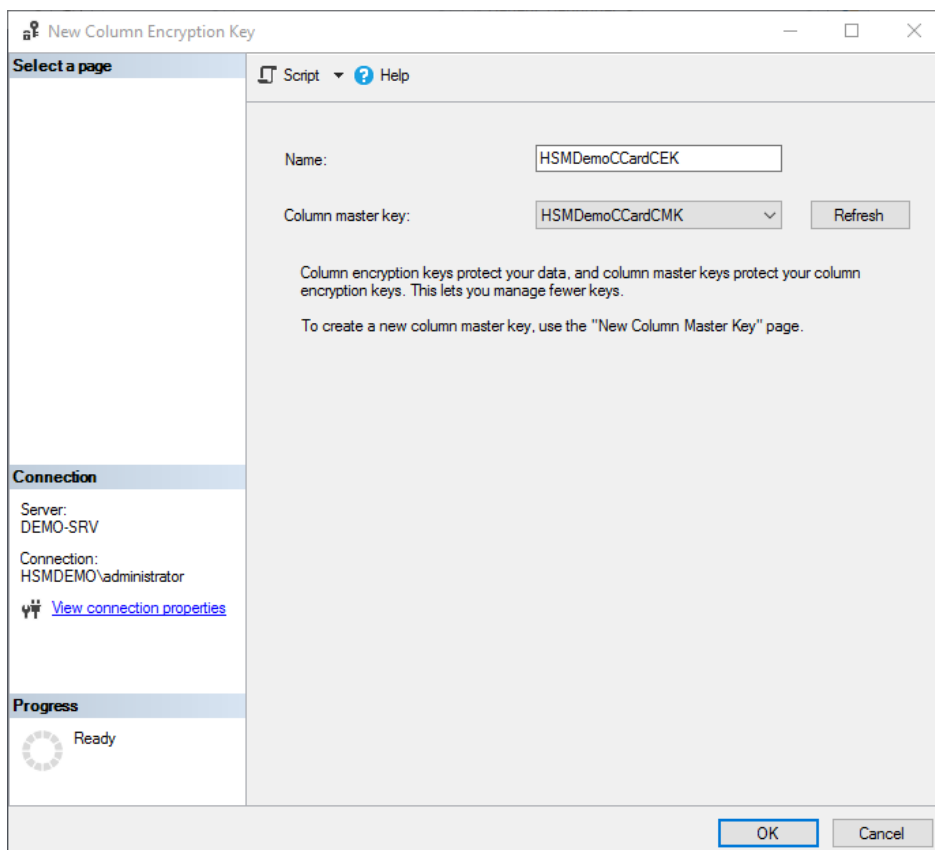 New Column Encryption Key
Select a page
Script
Help
Name:
HSMDemoCCardCEK
Column master key:
HSMDemoCCardCMK
Refresh
Column encryption keys protect your data, and column master keys protect your column
encryption keys. This lets you manage fewer keys.
To create a new column master key, use the "New Column Master Key" page.
Connection
Server:
DEMO-SRV
Connection:
HSMDEMO\administrator
View connection properties
Progress
Ready
OK
Cancel